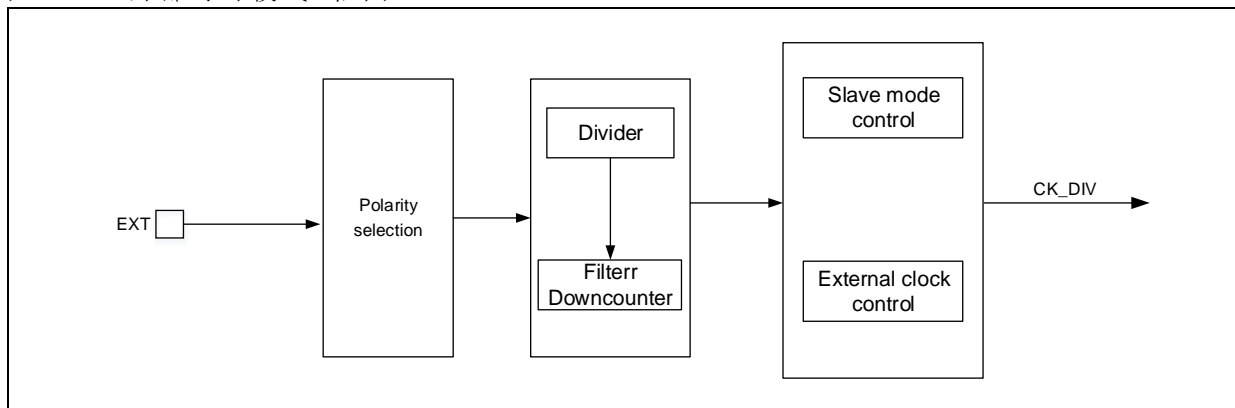 EXT
Polarity
selection
Divider
Filterr
Downcounter
Slave mode
control
External clock
control
CK_DIV